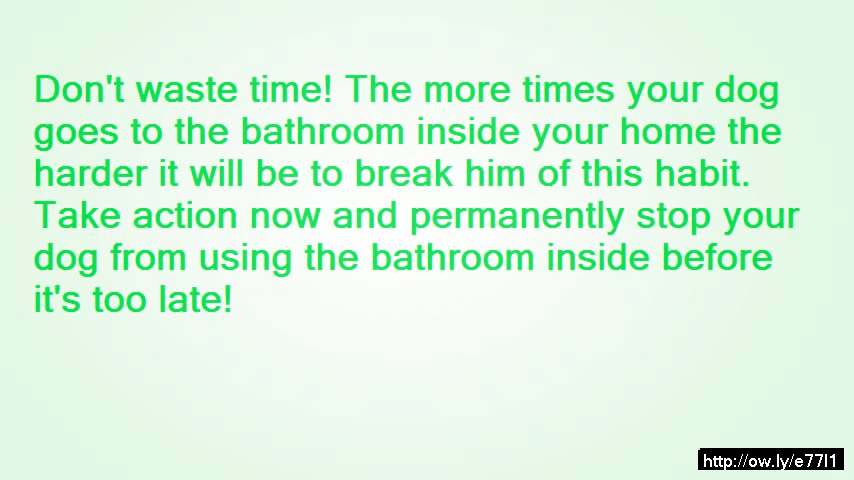 Don't waste time! The more times your dog
goes to the bathroom inside your home the
harder it will be to break him of this habit.
Take action now and permanently stop your
dog from using the bathroom inside before
it's too late!
http://ow.ly/e77l1